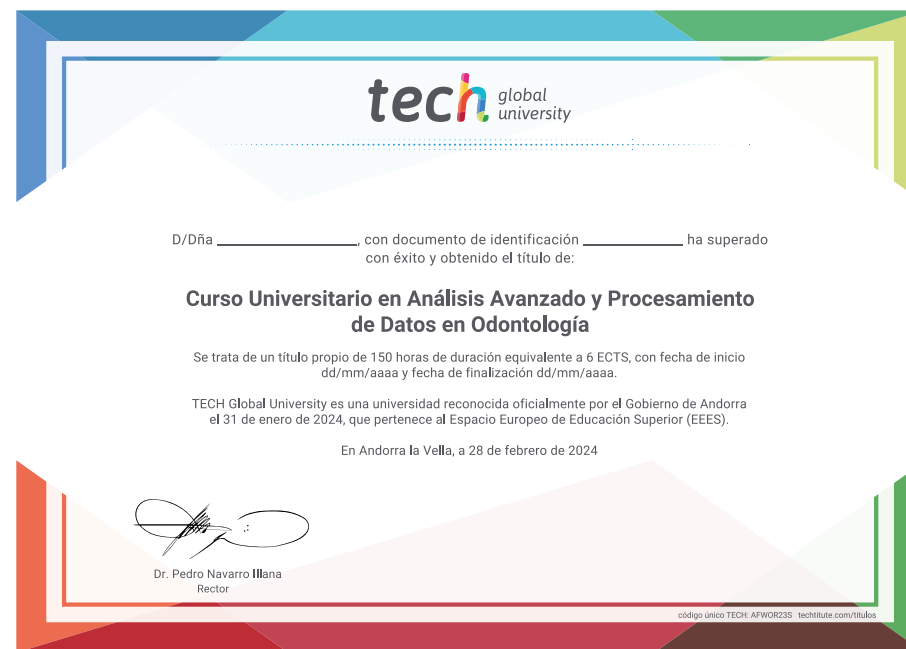 tech global university
D/Dña ____________________, con documento de identificación ______________ ha superado
con éxito y obtenido el título de:
Curso Universitario en Análisis Avanzado y Procesamiento
de Datos en Odontología
Se trata de un título propio de 150 horas de duración equivalente a 6 ECTS, con fecha de inicio
dd/mm/aaaa y fecha de finalización dd/mm/aaaa.
TECH Global University es una universidad reconocida oficialmente por el Gobierno de Andorra
el 31 de enero de 2024, que pertenece al Espacio Europeo de Educación Superior (EEES).
En Andorra la Vella, a 28 de febrero de 2024
Dr. Pedro Navarro Illana
Rector
código único TECH: AFWOR23S techtitute.com/titulos